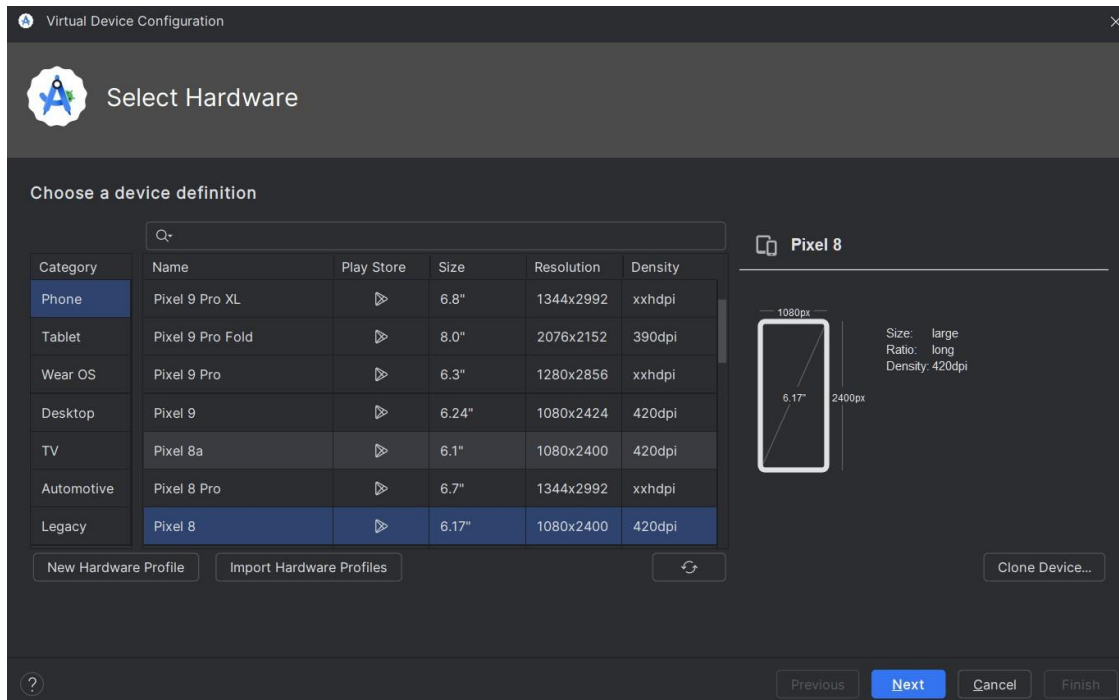 Virtual Device Configuration
Select Hardware
Choose a device definition
Category
Phone
Tablet
Wear OS
Desktop
TV
Automotive
Legacy
Name Play Store Size Resolution Density
Pixel 9 Pro XL 6.8" 1344x2992 xxhdpi
Pixel 9 Pro Fold 8.0" 2076x2152 390dpi
Pixel 9 Pro 6.3" 1280x2856 xxhdpi
Pixel 9 6.24" 1080x2424 420dpi
Pixel 8a 6.1" 1080x2400 420dpi
Pixel 8 Pro 6.7" 1344x2992 xxhdpi
Pixel 8 6.17" 1080x2400 420dpi
New Hardware Profile
Import Hardware Profiles
Pixel 8
1080px
6.17"
2400px
Size: large
Ratio: long
Density: 420dpi
Clone Device...
?
Previous
Next
Cancel
Finish